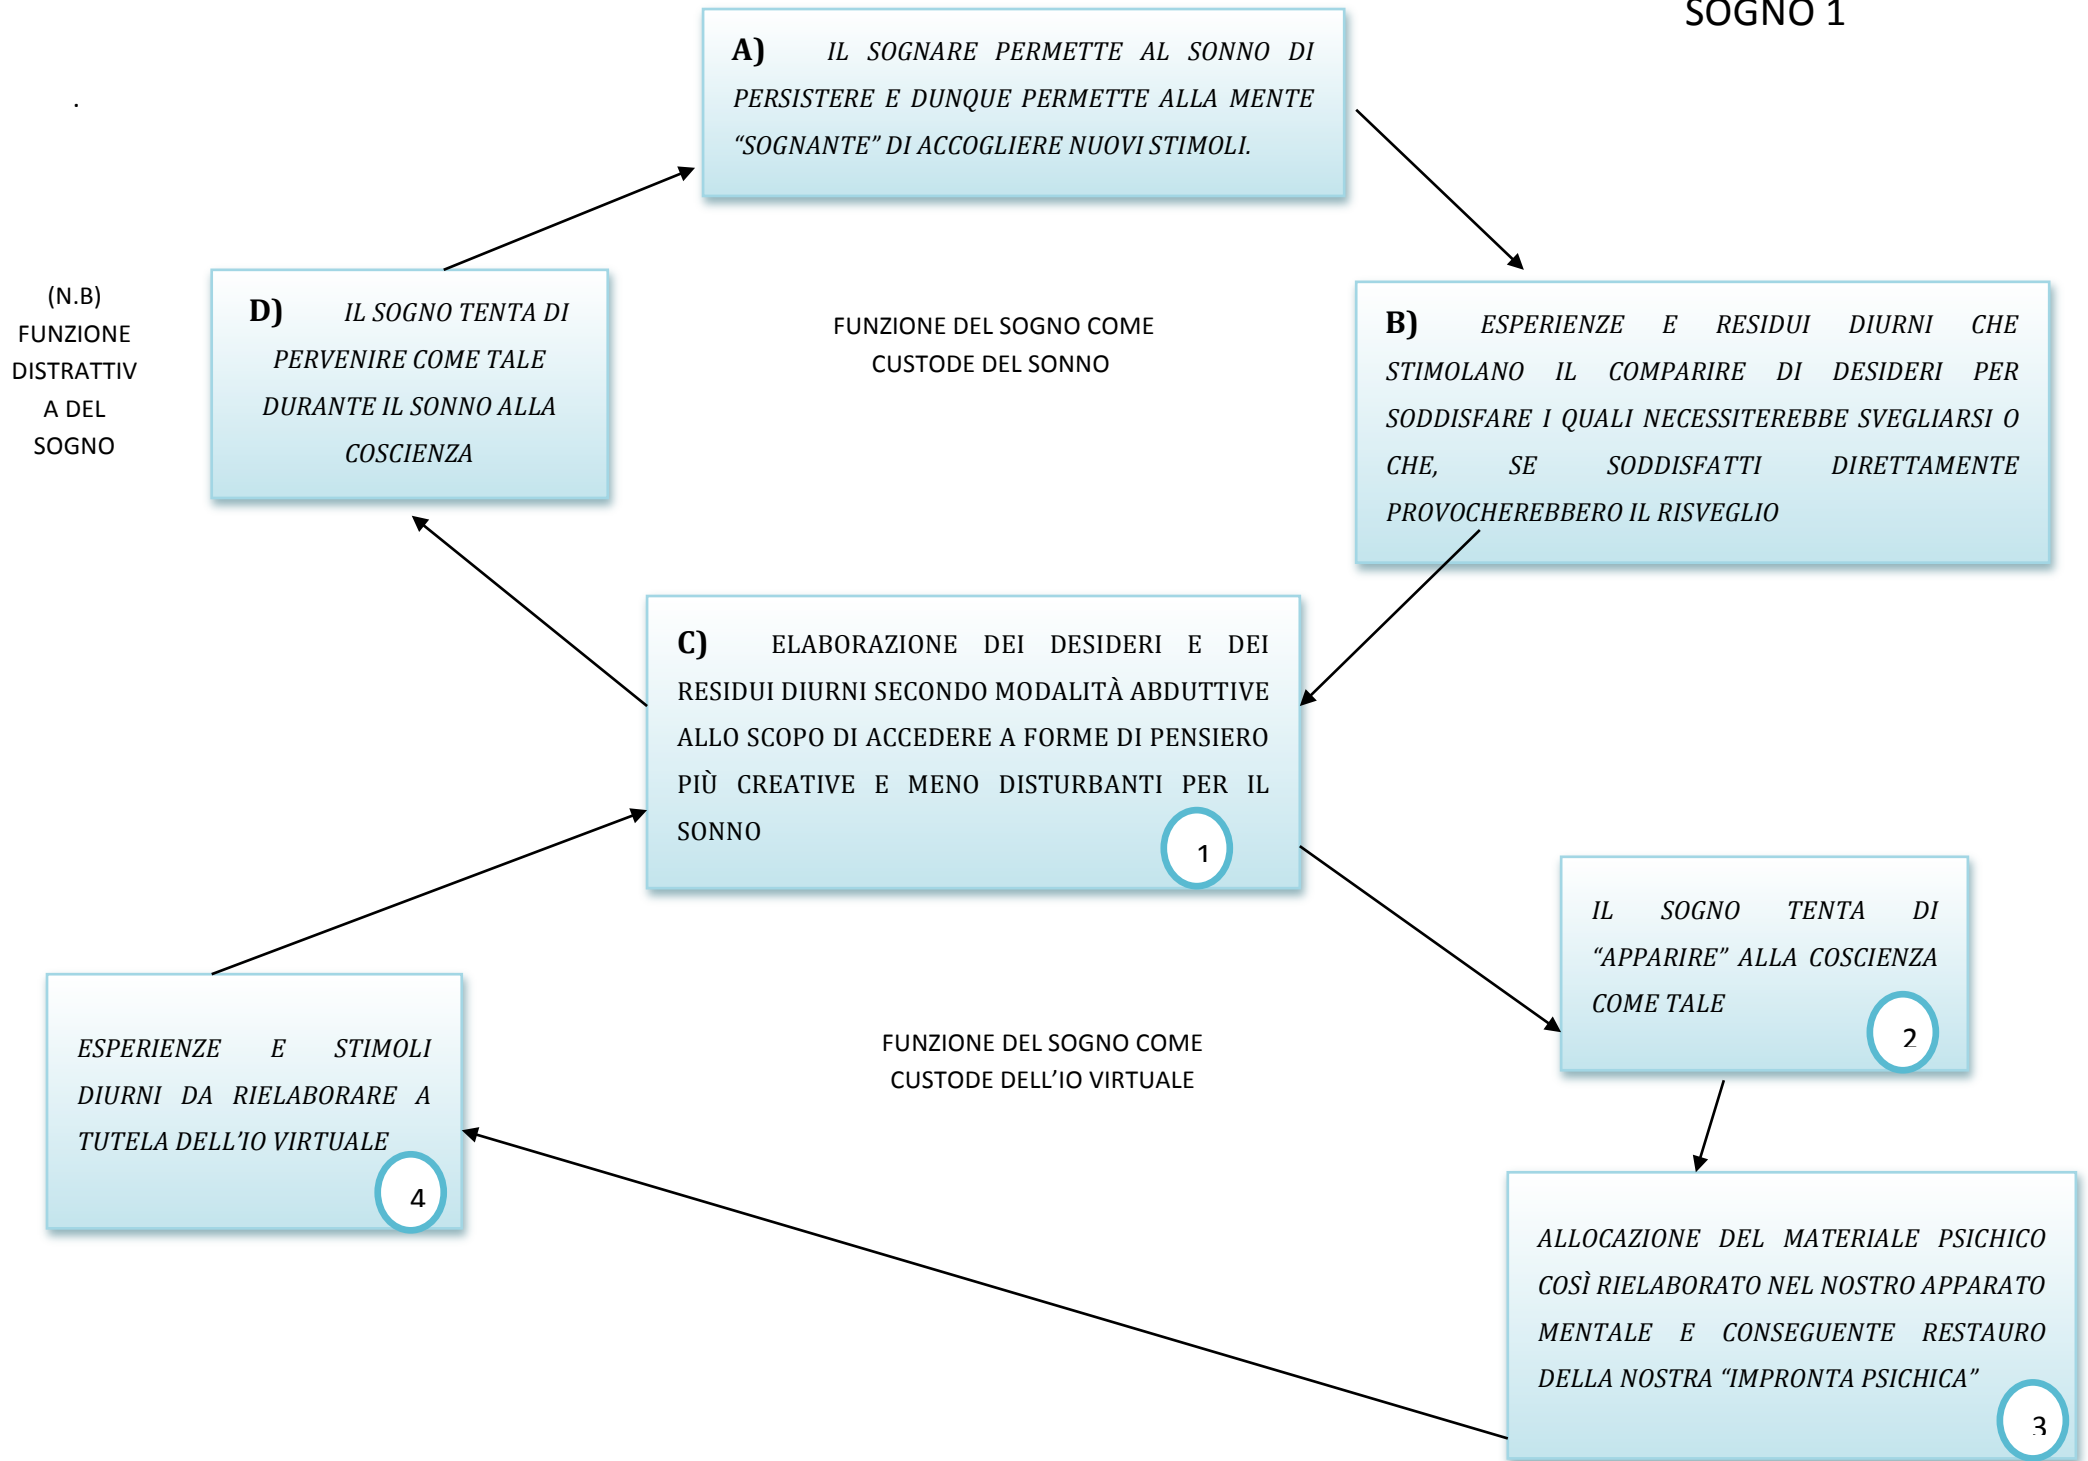 SOGNO 1
A) IL SOGNARE PERMETTE AL SONNO DI
PERSISTERE E DUNQUE PERMETTE ALLA MENTE
“SOGNANTE” DI ACCOGLIERE NUOVI STIMOLI.
.
(N.B)
FUNZIONE
DISTRATTIV
A DEL
SOGNO
D) IL SOGNO TENTA DI
PERVENIRE COME TALE
DURANTE IL SONNO ALLA
COSCIENZA
FUNZIONE DEL SOGNO COME
CUSTODE DEL SONNO
B) ESPERIENZE E RESIDUI DIURNI CHE
STIMOLANO IL COMPARIRE DI DESIDERI PER
SODDISFARE I QUALI NECESSITEREBBE SVEGLIARSI O
CHE, SE SODDISFATTI DIRETTAMENTE
PROVOCHEREBBERO IL RISVEGLIO
C) ELABORAZIONE DEI DESIDERI E DEI
RESIDUI DIURNI SECONDO MODALITÀ ABDUTTIVE
ALLO SCOPO DI ACCEDERE A FORME DI PENSIERO
PIÙ CREATIVE E MENO DISTURBANTI PER IL
SONNO
1
IL SOGNO TENTA DI
“APPARIRE” ALLA COSCIENZA
COME TALE
2
ESPERIENZE E STIMOLI
DIURNI DA RIELABORARE A
TUTELA DELL’IO VIRTUALE
4
FUNZIONE DEL SOGNO COME
CUSTODE DELL’IO VIRTUALE
ALLOCAZIONE DEL MATERIALE PSICHICO
COSÌ RIELABORATO NEL NOSTRO APPARATO
MENTALE E CONSEGUENTE RESTAURO
DELLA NOSTRA “IMPRONTA PSICHICA”
3